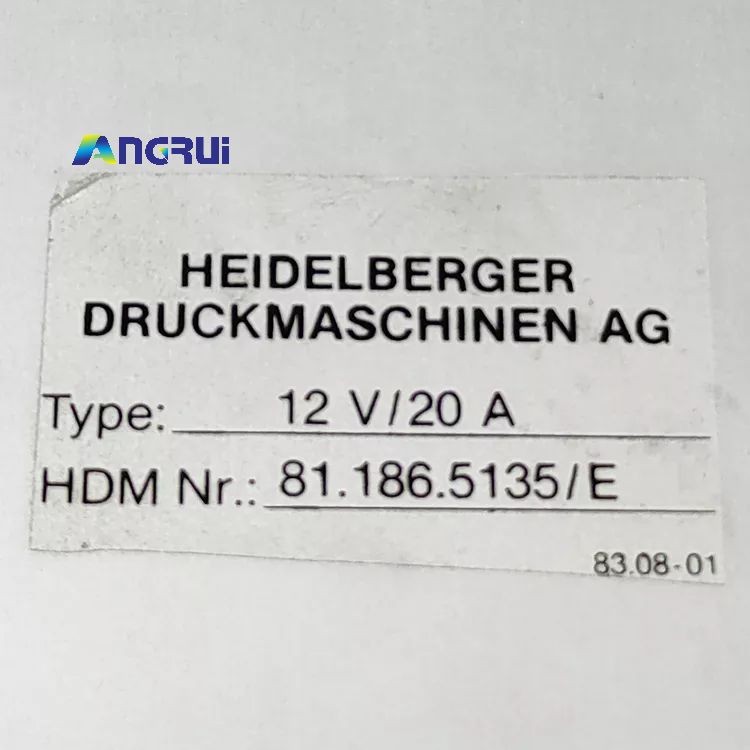 ANGRUI
HEIDELBERGER
DRUCKMASCHINEN AG
Type: 12 V/20 A
HDM Nr.: 81.186.5135/E
83.08-01